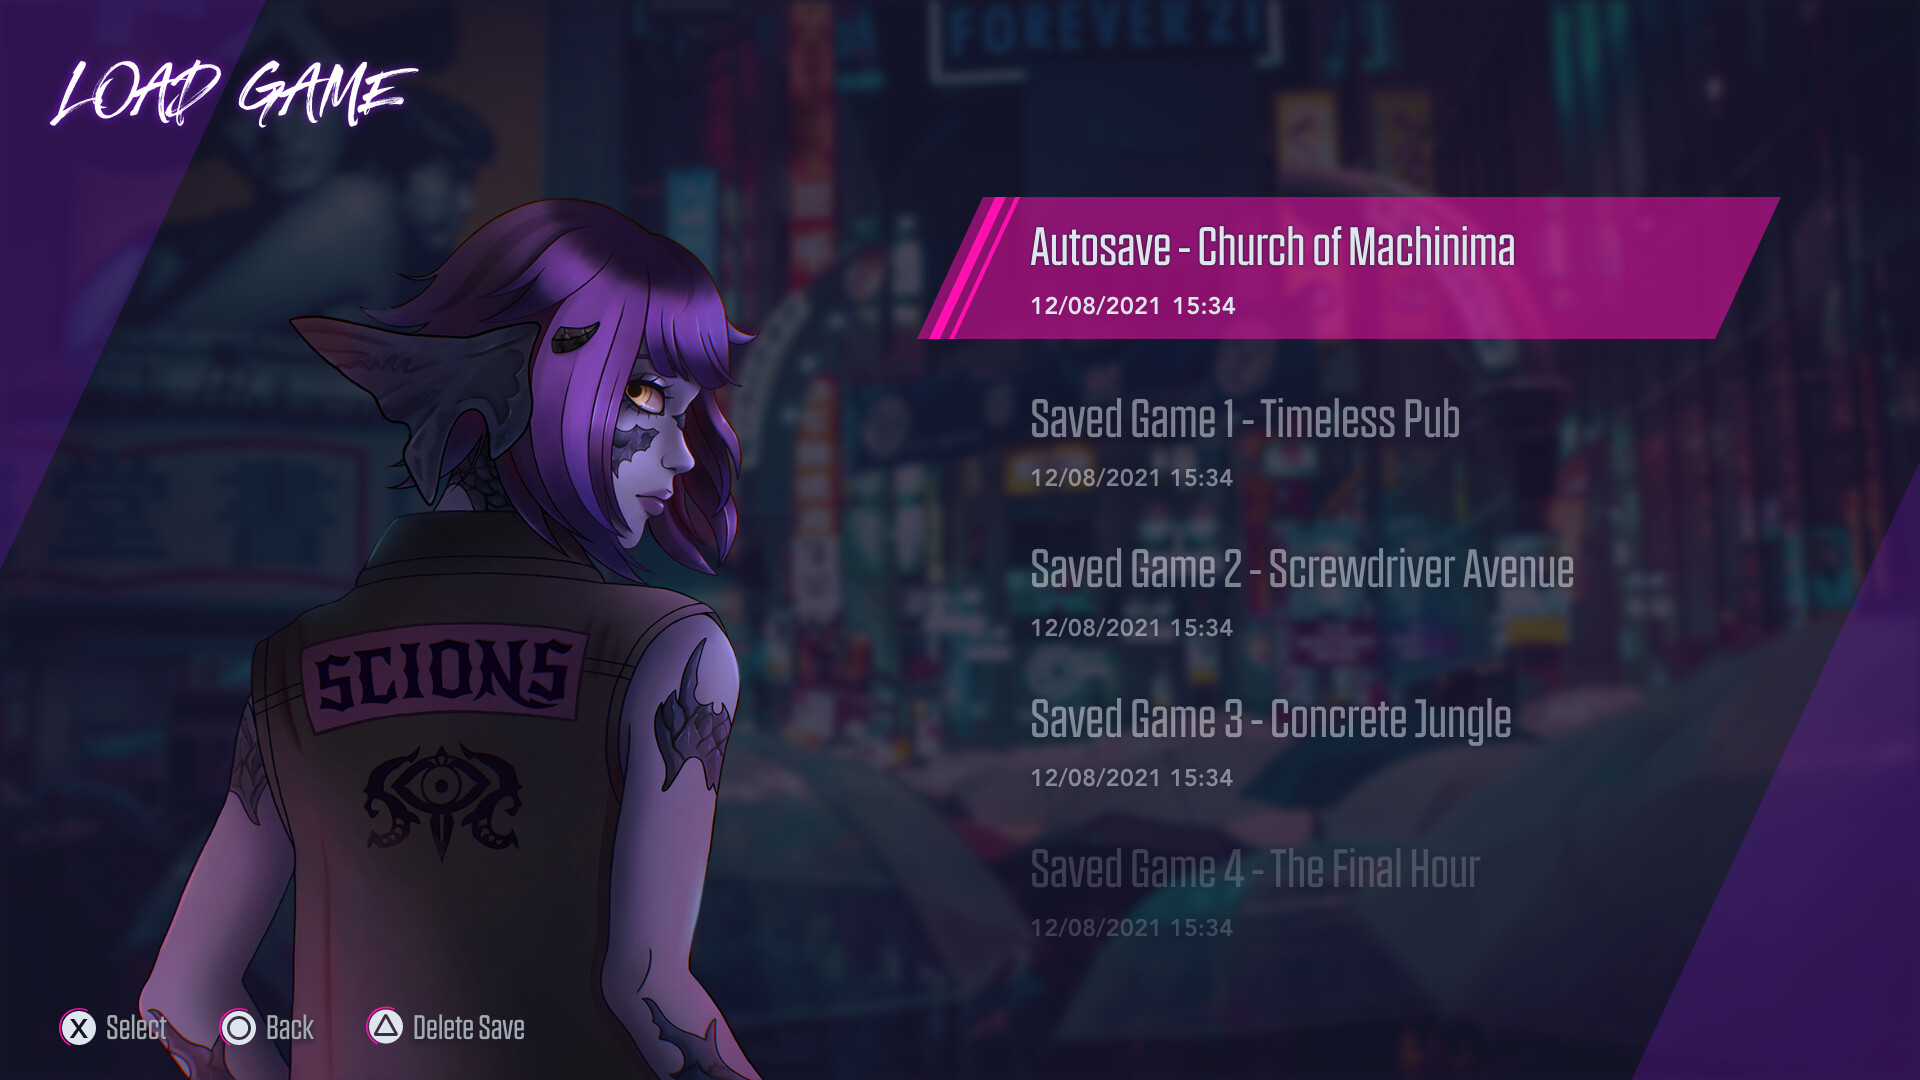 FOREVER 21
LOAD GAME
Autosave - Church of Machinima
12/08/2021 15:34
Saved Game 1 - Timeless Pub
12/08/2021 15:34
Saved Game 2 - Screwdriver Avenue
12/08/2021 15:34
SCIONS
Saved Game 3 - Concrete Jungle
12/08/2021 15:34
Saved Game 4 - The Final Hour
12/08/2021 15:34
X Select
Back
Delete Save